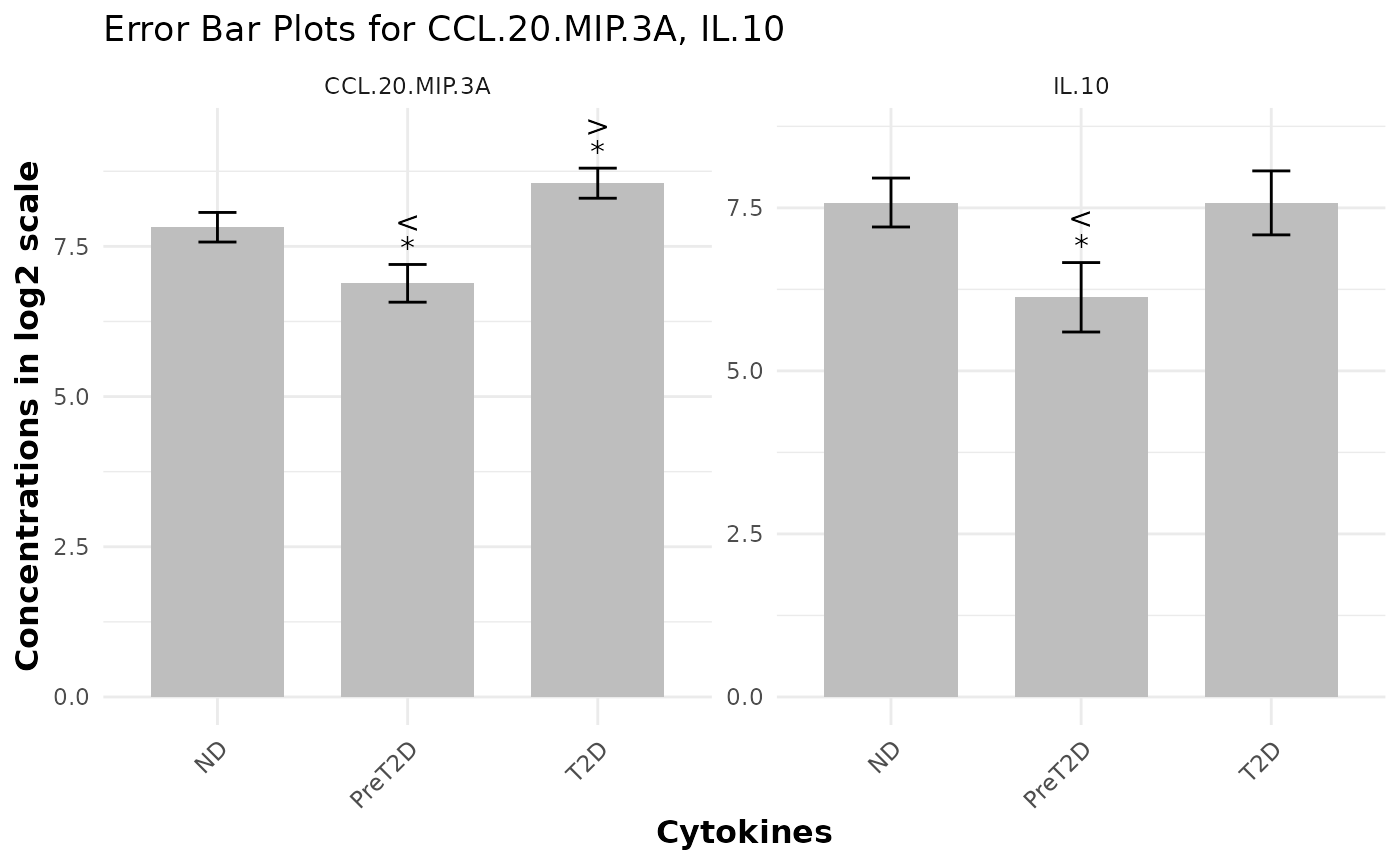 Error Bar Plots for CCL.20.MIP.3A, IL.10
CCL.20.MIP.3A
IL.10
Concentrations in log2 scale
7.5
5.0
2.5
0.0
<
*
>
*
ND
PreT2D
T2D
7.5
5.0
2.5
0.0
<
*
ND
PreT2D
T2D
Cytokines